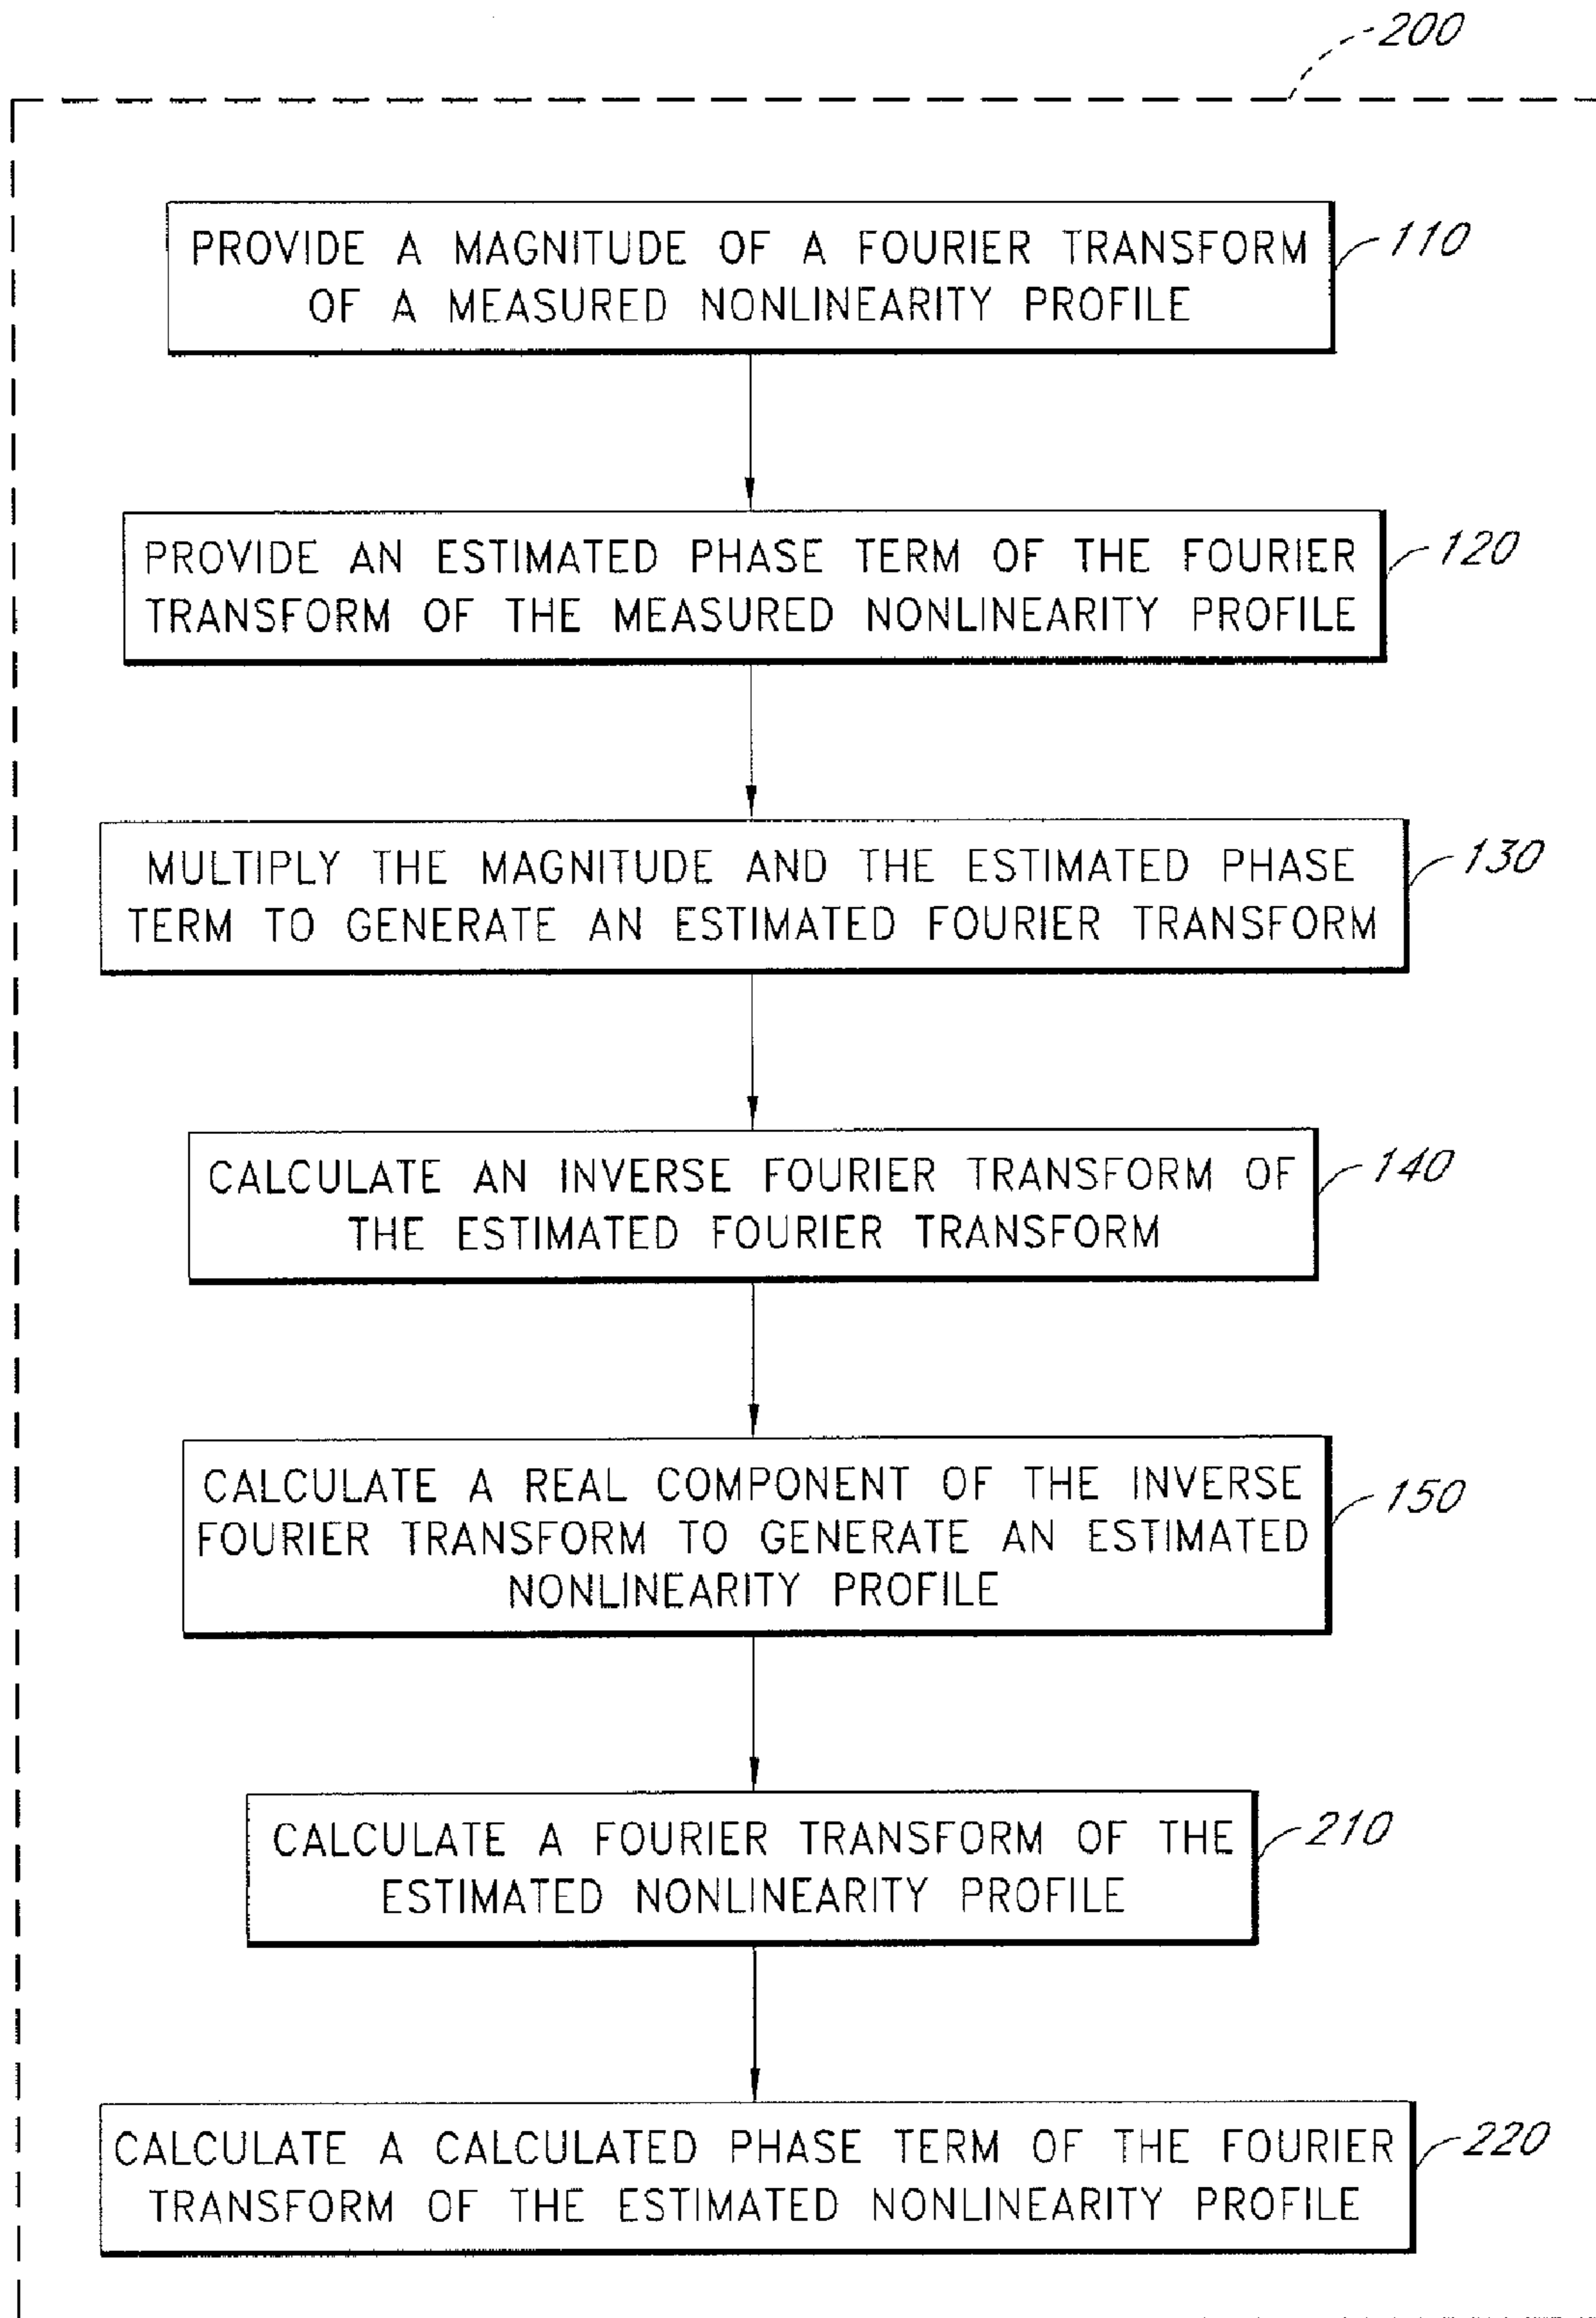 200
PROVIDE A MAGNITUDE OF A FOURIER TRANSFORM
OF A MEASURED NONLINEARITY PROFILE
110
PROVIDE AN ESTIMATED PHASE TERM OF THE FOURIER
TRANSFORM OF THE MEASURED NONLINEARITY PROFILE
120
MULTIPLY THE MAGNITUDE AND THE ESTIMATED PHASE
TERM TO GENERATE AN ESTIMATED FOURIER TRANSFORM
130
CALCULATE AN INVERSE FOURIER TRANSFORM OF
THE ESTIMATED FOURIER TRANSFORM
140
CALCULATE A REAL COMPONENT OF THE INVERSE
FOURIER TRANSFORM TO GENERATE AN ESTIMATED
NONLINEARITY PROFILE
150
CALCULATE A FOURIER TRANSFORM OF THE
ESTIMATED NONLINEARITY PROFILE
210
CALCULATE A CALCULATED PHASE TERM OF THE FOURIER
TRANSFORM OF THE ESTIMATED NONLINEARITY PROFILE
220